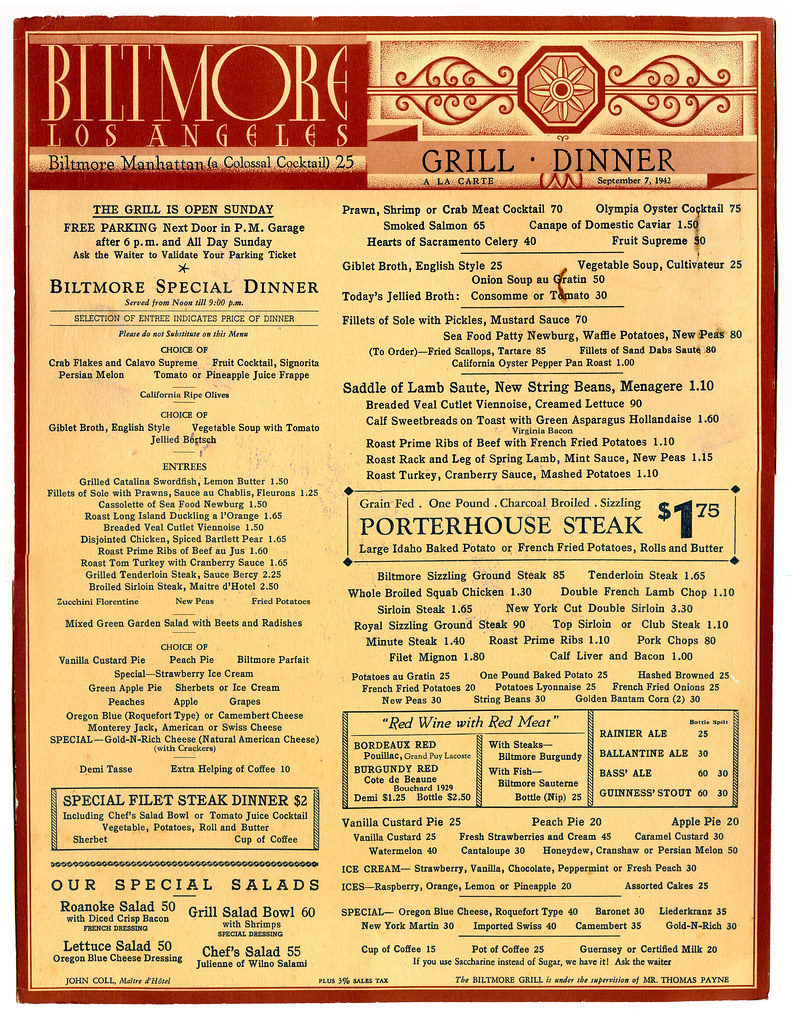 BILTMORE
LOS ANGELES
Biltmore Manhattan (a Colossal Cocktail) 25
GRILL · DINNER
A LA CARTE September 7, 1942
THE GRILL IS OPEN SUNDAY
FREE PARKING Next Door in P.M. Garage
after 6 p.m. and All Day Sunday
Ask the Waiter to Validate Your Parking Ticket
BILTMORE SPECIAL DINNER
Served from Noon till 9:00 p.m.
SELECTION OF ENTREE INDICATES PRICE OF DINNER
Please do not Substitute on this Menu
CHOICE OF
Crab Flakes and Calavo Supreme Fruit Cocktail, Signorita
Persian Melon Tomato or Pineapple Juice Frappe
California Ripe Olives
CHOICE OF
Giblet Broth, English Style Vegetable Soup with Tomato
Jellied Bortsch
ENTREES
Grilled Catalina Swordfish, Lemon Butter 1.50
Fillets of Sole with Prawns, Sauce au Chablis, Fleurons 1.25
Cassolette of Sea Food Newburg 1.50
Roast Long Island Duckling a l'Orange 1.65
Breaded Veal Cutlet Viennoise 1.50
Disjointed Chicken, Spiced Bartlett Pear 1.65
Roast Prime Ribs of Beef au Jus 1.60
Roast Tom Turkey with Cranberry Sauce 1.65
Grilled Tenderloin Steak, Sauce Bercy 2.25
Broiled Sirloin Steak, Maitre d'Hotel 2.50
Zucchini Florentine New Peas Fried Potatoes
Mixed Green Garden Salad with Beets and Radishes
CHOICE OF
Vanilla Custard Pie Peach Pie Biltmore Parfait
Special—Strawberry Ice Cream
Green Apple Pie Sherbets or Ice Cream
Peaches Apple Grapes
Oregon Blue (Roquefort Type) or Camembert Cheese
Monterey Jack, American or Swiss Cheese
SPECIAL—Gold-N-Rich Cheese (Natural American Cheese)
(with Crackers)
Demi Tasse Extra Helping of Coffee 10
SPECIAL FILET STEAK DINNER $2
Including Chef's Salad Bowl or Tomato Juice Cocktail
Vegetable, Potatoes, Roll and Butter
Sherbet Cup of Coffee
OUR SPECIAL SALADS
Roanoke Salad 50
with Diced Crisp Bacon
FRENCH DRESSING
Grill Salad Bowl 60
with Shrimps
SPECIAL DRESSING
Lettuce Salad 50
Oregon Blue Cheese Dressing
Chef's Salad 55
Julienne of Wilno Salami
Prawn, Shrimp or Crab Meat Cocktail 70 Olympia Oyster Cocktail 75
Smoked Salmon 65 Canape of Domestic Caviar 1.50
Hearts of Sacramento Celery 40 Fruit Supreme 50
Giblet Broth, English Style 25 Vegetable Soup, Cultivateur 25
Onion Soup au Gratin 50
Today's Jellied Broth: Consomme or Tomato 30
Fillets of Sole with Pickles, Mustard Sauce 70
Sea Food Patty Newburg, Waffle Potatoes, New Peas 80
(To Order)—Fried Scallops, Tartare 85 Fillets of Sand Dabs Saute 80
California Oyster Pepper Pan Roast 1.00
Saddle of Lamb Saute, New String Beans, Menagere 1.10
Breaded Veal Cutlet Viennoise, Creamed Lettuce 90
Calf Sweetbreads on Toast with Green Asparagus Hollandaise 1.60
Virginia Bacon
Roast Prime Ribs of Beef with French Fried Potatoes 1.10
Roast Rack and Leg of Spring Lamb, Mint Sauce, New Peas 1.15
Roast Turkey, Cranberry Sauce, Mashed Potatoes 1.10
Grain Fed . One Pound . Charcoal Broiled . Sizzling
PORTERHOUSE STEAK $1 75
Large Idaho Baked Potato or French Fried Potatoes, Rolls and Butter
Biltmore Sizzling Ground Steak 85 Tenderloin Steak 1.65
Whole Broiled Squab Chicken 1.30 Double French Lamb Chop 1.10
Sirloin Steak 1.65 New York Cut Double Sirloin 3.30
Royal Sizzling Ground Steak 90 Top Sirloin or Club Steak 1.10
Minute Steak 1.40 Roast Prime Ribs 1.10 Pork Chops 80
Filet Mignon 1.80 Calf Liver and Bacon 1.00
Potatoes au Gratin 25 One Pound Baked Potato 25 Hashed Browned 25
French Fried Potatoes 20 Potatoes Lyonnaise 25 French Fried Onions 25
New Peas 30 String Beans 30 Golden Bantam Corn (2) 30
"Red Wine with Red Meat"
BORDEAUX RED
Pouillac, Grand Puy Lacoste
BURGUNDY RED
Cote de Beaune
Bouchard 1929
Demi $1.25 Bottle $2.50
With Steaks—
Biltmore Burgundy
With Fish—
Biltmore Sauterne
Bottle (Nip) 25
Bottle Split
RAINIER ALE 25
BALLANTINE ALE 30
BASS' ALE 60 30
GUINNESS' STOUT 60 30
Vanilla Custard Pie 25 Peach Pie 20 Apple Pie 20
Vanilla Custard 25 Fresh Strawberries and Cream 45 Caramel Custard 30
Watermelon 40 Cantaloupe 30 Honeydew, Cranshaw or Persian Melon 50
ICE CREAM— Strawberry, Vanilla, Chocolate, Peppermint or Fresh Peach 30
ICES—Raspberry, Orange, Lemon or Pineapple 20 Assorted Cakes 25
SPECIAL— Oregon Blue Cheese, Roquefort Type 40 Baronet 30 Liederkranz 35
New York Martin 30 Imported Swiss 40 Camembert 35 Gold-N-Rich 30
Cup of Coffee 15 Pot of Coffee 25 Guernsey or Certified Milk 20
If you use Saccharine instead of Sugar, we have it! Ask the waiter
JOHN COLL, Maître d'Hôtel PLUS 3% SALES TAX The BILTMORE GRILL is under the supervision of MR. THOMAS PAYNE